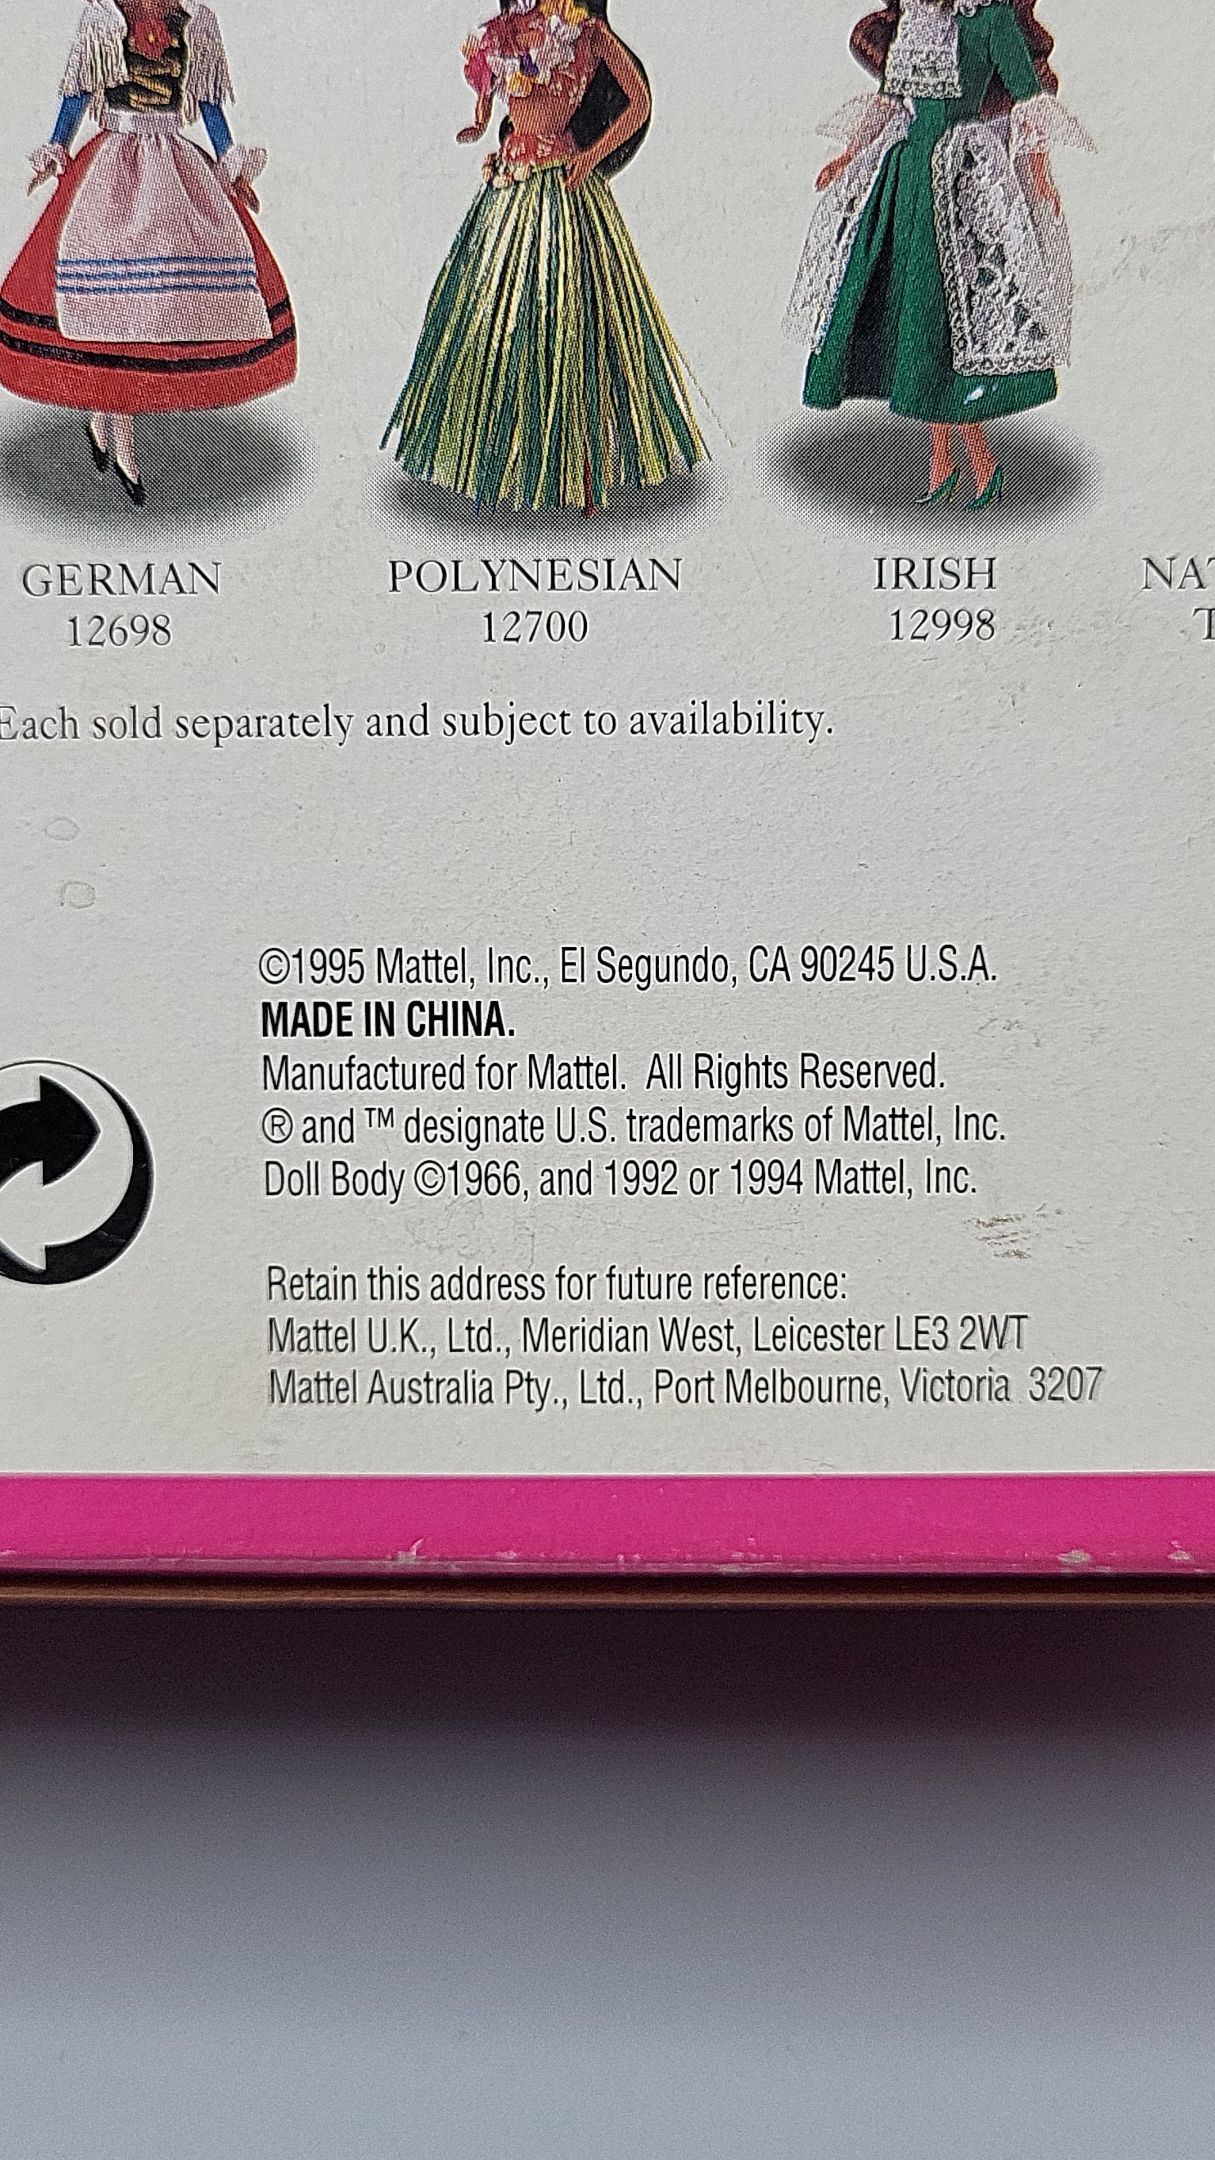 GERMAN
12698
POLYNESIAN
12700
IRISH
12998
Each sold separately and subject to availability.
©1995 Mattel, Inc., El Segundo, CA 90245 U.S.A.
MADE IN CHINA.
Manufactured for Mattel. All Rights Reserved.
® and ™ designate U.S. trademarks of Mattel, Inc.
Doll Body ©1966, and 1992 or 1994 Mattel, Inc.
Retain this address for future reference:
Mattel U.K., Ltd., Meridian West, Leicester LE3 2WT
Mattel Australia Pty., Ltd., Port Melbourne, Victoria 3207